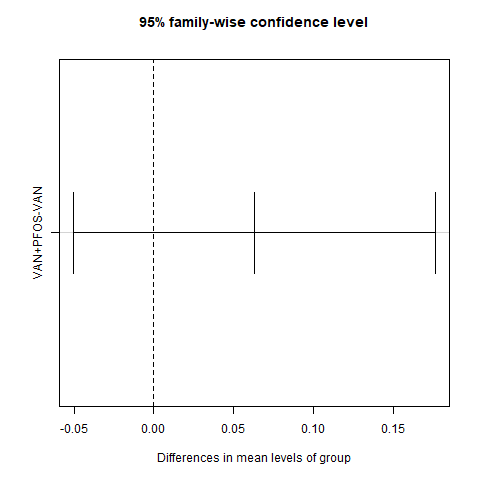 95% family-wise confidence level
VAN+PFOS-VAN
-0.05 0.00 0.05 0.10 0.15
Differences in mean levels of group